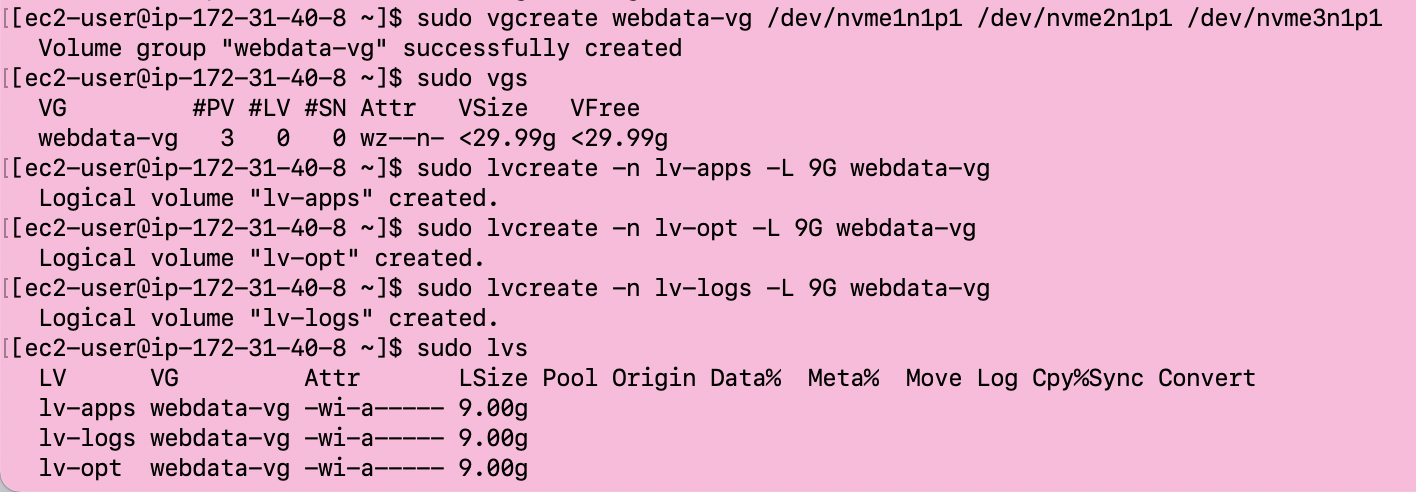 [[ec2-user@ip-172-31-40-8 ~]$ sudo vgcreate webdata-vg /dev/nvme1n1p1 /dev/nvme2n1p1 /dev/nvme3n1p1
  Volume group "webdata-vg" successfully created
[[ec2-user@ip-172-31-40-8 ~]$ sudo vgs
  VG         #PV #LV #SN Attr   VSize   VFree
  webdata-vg   3   0   0 wz--n- <29.99g <29.99g
[[ec2-user@ip-172-31-40-8 ~]$ sudo lvcreate -n lv-apps -L 9G webdata-vg
  Logical volume "lv-apps" created.
[[ec2-user@ip-172-31-40-8 ~]$ sudo lvcreate -n lv-opt -L 9G webdata-vg
  Logical volume "lv-opt" created.
[[ec2-user@ip-172-31-40-8 ~]$ sudo lvcreate -n lv-logs -L 9G webdata-vg
  Logical volume "lv-logs" created.
[[ec2-user@ip-172-31-40-8 ~]$ sudo lvs
  LV      VG         Attr       LSize Pool Origin Data%  Meta%  Move Log Cpy%Sync Convert
  lv-apps webdata-vg -wi-a----- 9.00g
  lv-logs webdata-vg -wi-a----- 9.00g
  lv-opt  webdata-vg -wi-a----- 9.00g